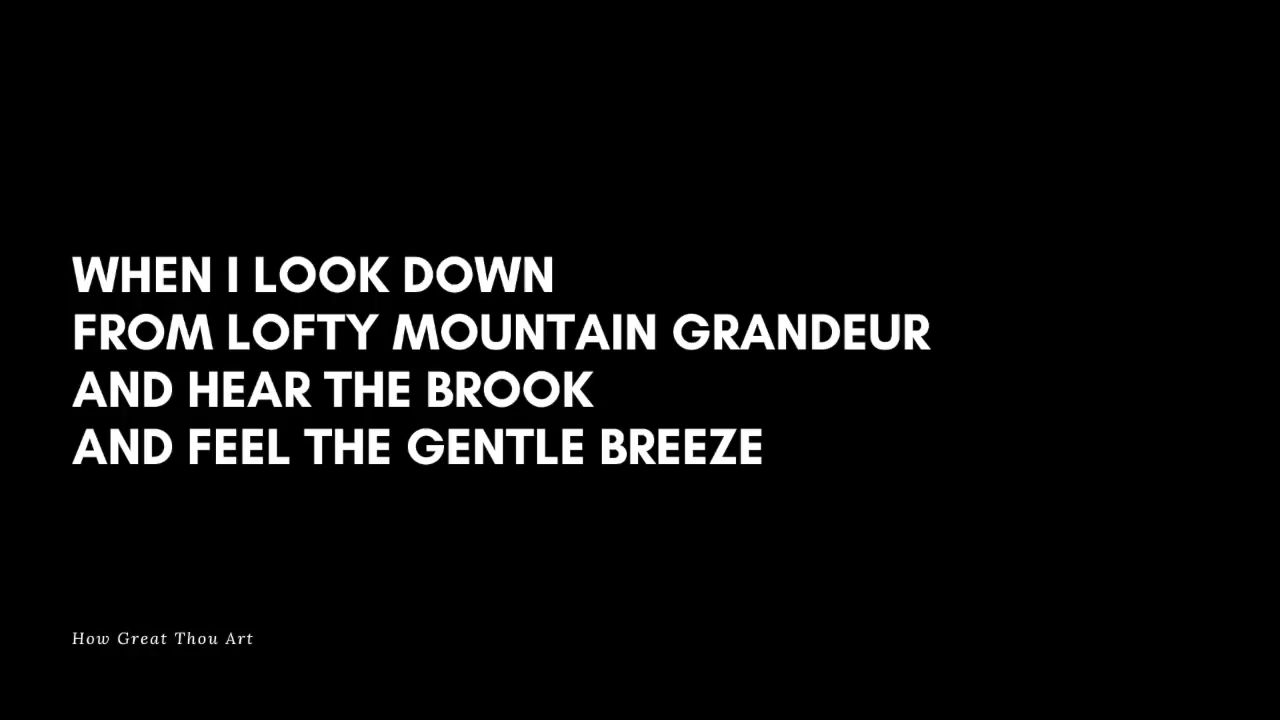 WHEN I LOOK DOWN
FROM LOFTY MOUNTAIN GRANDEUR
AND HEAR THE BROOK
AND FEEL THE GENTLE BREEZE
How Great Thou Art